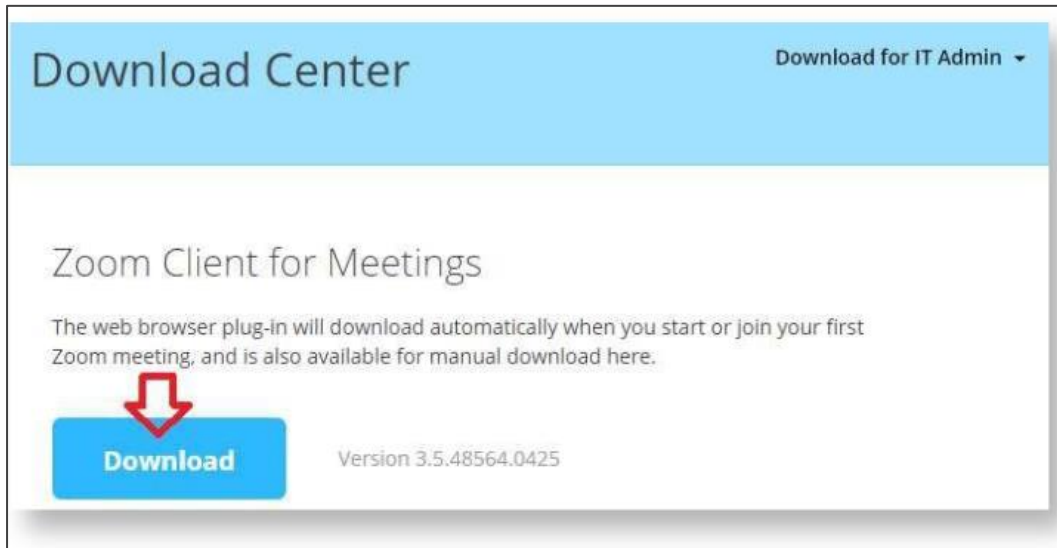 Download Center
Download for IT Admin
Zoom Client for Meetings
The web browser plug-in will download automatically when you start or join your first
Zoom meeting, and is also available for manual download here.
Download
Version 3.5.48564.0425